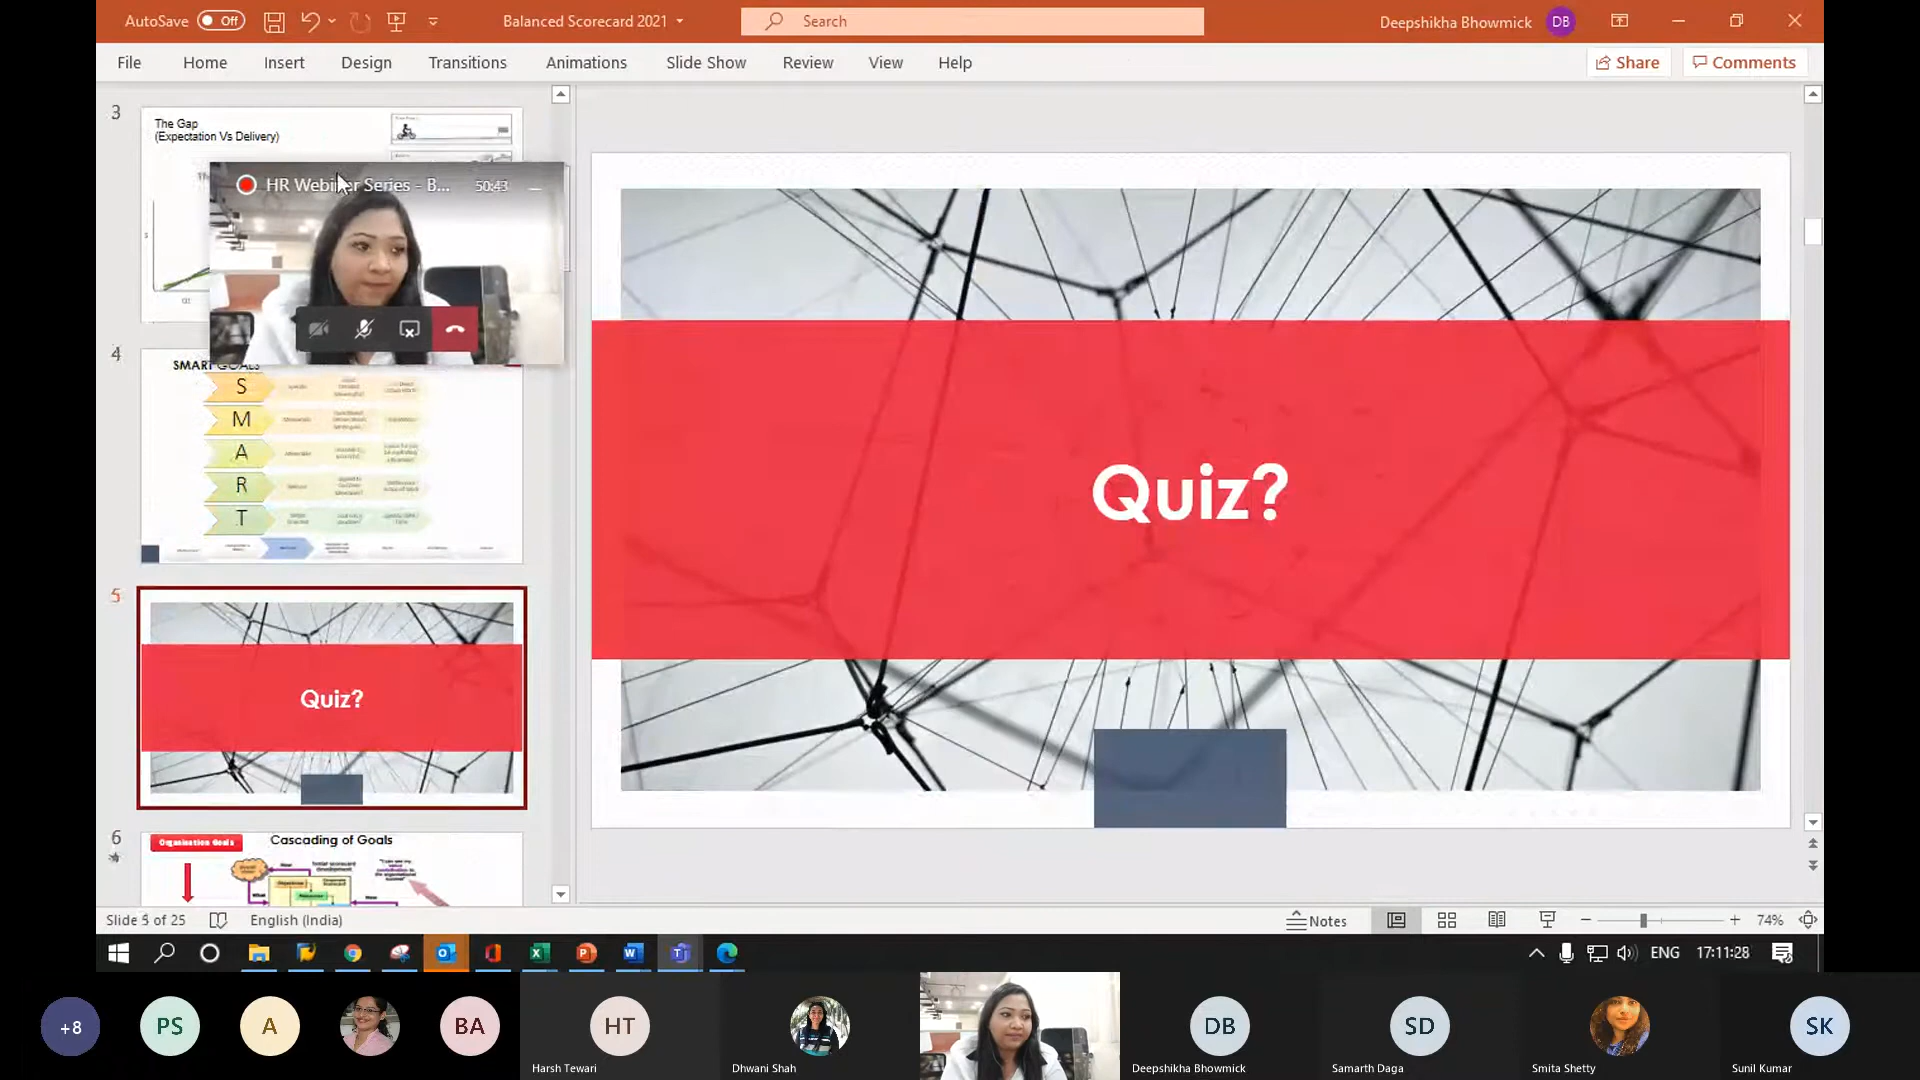 AutoSave Off
Balanced Scorecard 2021
Search
Deepshikha Bhowmick DB
File Home Insert Design Transitions Animations Slide Show Review View Help
Share Comments
3
The Gap
(Expectation Vs Delivery)
HR Webinar Series - B... 50:43
4
SMART GOALS
S
M
A
R
T
5
Quiz?
6
Organisation Goals
Cascading of Goals
Quiz?
Slide 5 of 25 English (India)
Notes 74%
ENG 17:11:28
+8 PS A BA HT DB SD SK
Harsh Tewari Dhwani Shah Deepshikha Bhowmick Samarth Daga Smita Shetty Sunil Kumar